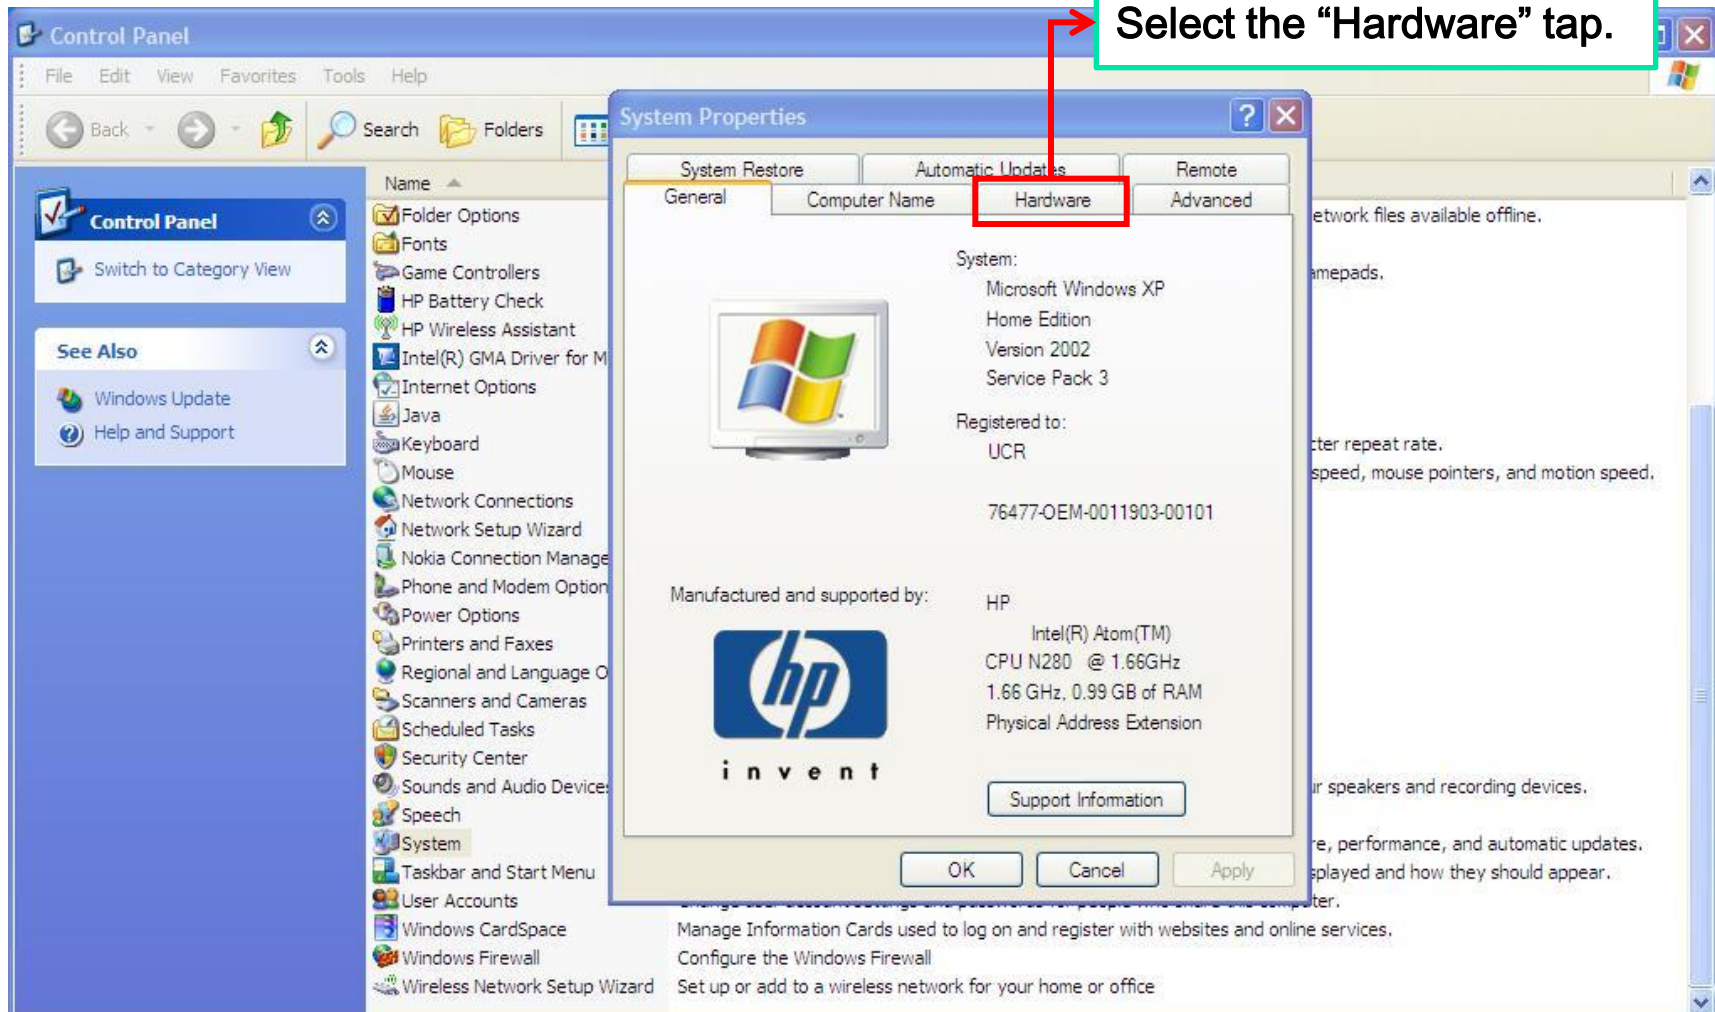 Select the “Hardware” tap.
Control Panel
File Edit View Favorites Tools Help
Back Search Folders
Control Panel
Switch to Category View
See Also
Windows Update
Help and Support
Name
Folder Options
Fonts
Game Controllers
HP Battery Check
HP Wireless Assistant
Intel(R) GMA Driver for M
Internet Options
Java
Keyboard
Mouse
Network Connections
Network Setup Wizard
Nokia Connection Manage
Phone and Modem Option
Power Options
Printers and Faxes
Regional and Language O
Scanners and Cameras
Scheduled Tasks
Security Center
Sounds and Audio Device
Speech
System
Taskbar and Start Menu
User Accounts
Windows CardSpace Manage Information Cards used to log on and register with websites and online services.
Windows Firewall Configure the Windows Firewall
Wireless Network Setup Wizard Set up or add to a wireless network for your home or office
System Properties
System Restore Automatic Updates Remote
General Computer Name Hardware Advanced
System:
Microsoft Windows XP
Home Edition
Version 2002
Service Pack 3
Registered to:
UCR
76477-OEM-0011903-00101
Manufactured and supported by:
HP
Intel(R) Atom(TM)
CPU N280 @ 1.66GHz
1.66 GHz, 0.99 GB of RAM
Physical Address Extension
hp
invent
Support Information
OK Cancel Apply
etwork files available offline.
amepads.
cter repeat rate.
speed, mouse pointers, and motion speed.
ur speakers and recording devices.
re, performance, and automatic updates.
splayed and how they should appear.
ter.